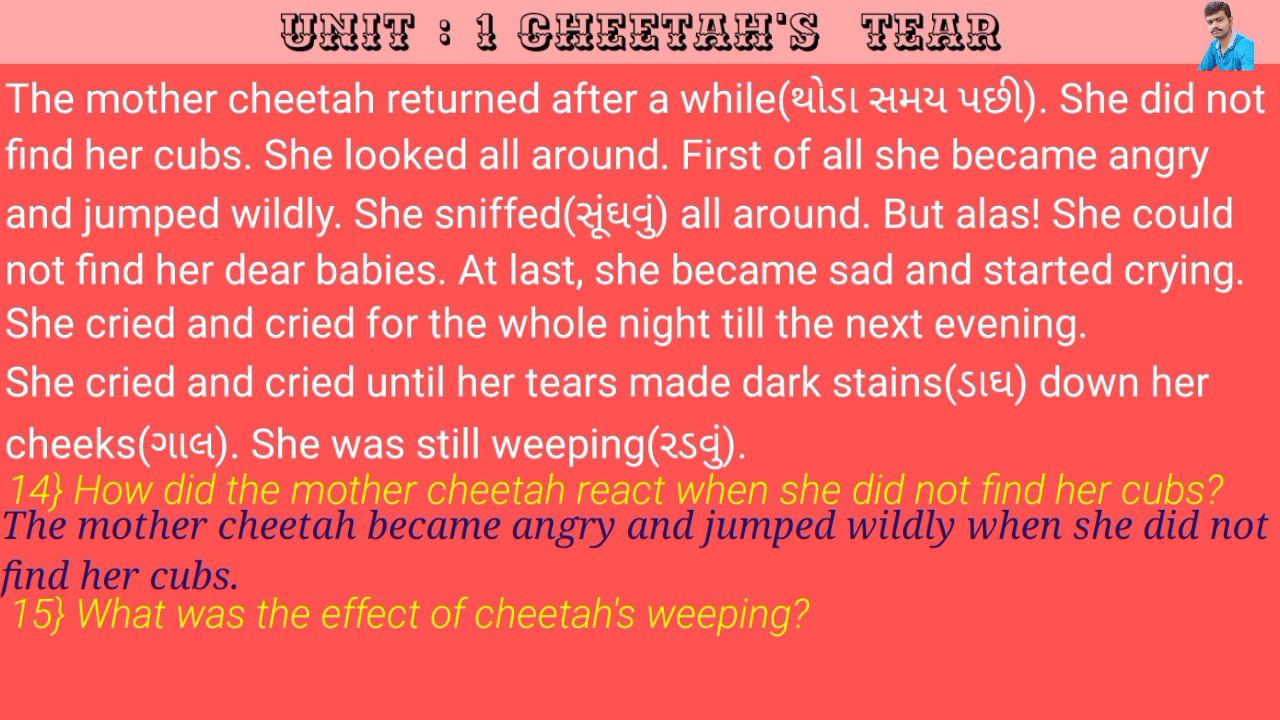 UNIT : 1 CHEETAH'S TEAR
The mother cheetah returned after a while(થોડા સમય પછી). She did not
find her cubs. She looked all around. First of all she became angry
and jumped wildly. She sniffed(સૂંઘવું) all around. But alas! She could
not find her dear babies. At last, she became sad and started crying.
She cried and cried for the whole night till the next evening.
She cried and cried until her tears made dark stains(ડાઘ) down her
cheeks(ગાલ). She was still weeping(રડવું).
14} How did the mother cheetah react when she did not find her cubs?
The mother cheetah became angry and jumped wildly when she did not
find her cubs.
15} What was the effect of cheetah's weeping?